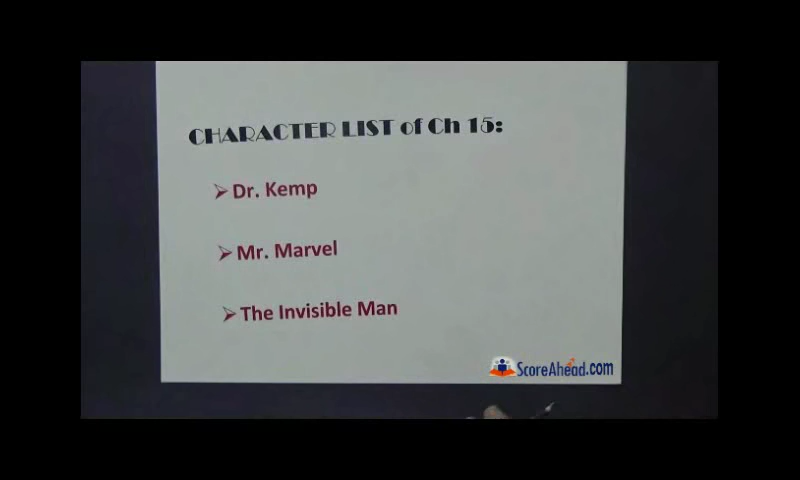 CHARACTER LIST of Ch 15:
Dr. Kemp
Mr. Marvel
The Invisible Man
ScoreAhead.com